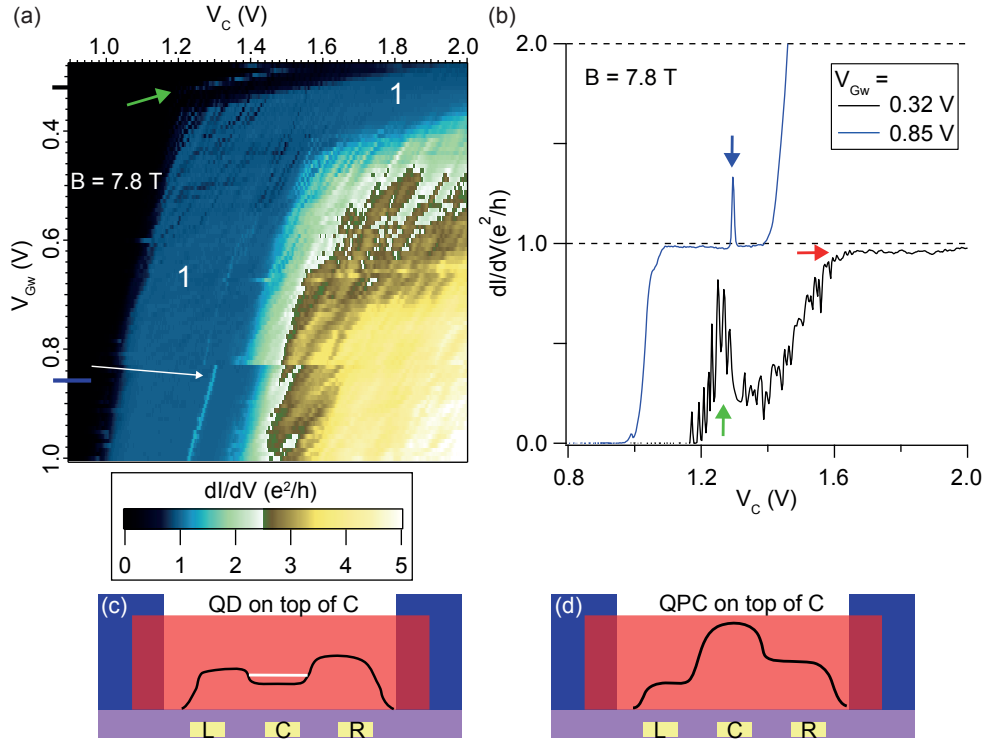 (a)
V_C (V)
1.0 1.2 1.4 1.6 1.8 2.0
1
B = 7.8 T
1
V_Gw (V)
0.4
0.6
0.8
1.0
dI/dV (e²/h)
0 1 2 3 4 5
(b)
2.0
B = 7.8 T
V_Gw =
0.32 V
0.85 V
dI/dV(e²/h)
1.0
0.0
0.8 1.2 1.6 2.0
V_C (V)
(c)
QD on top of C
L C R
(d)
QPC on top of C
L C R